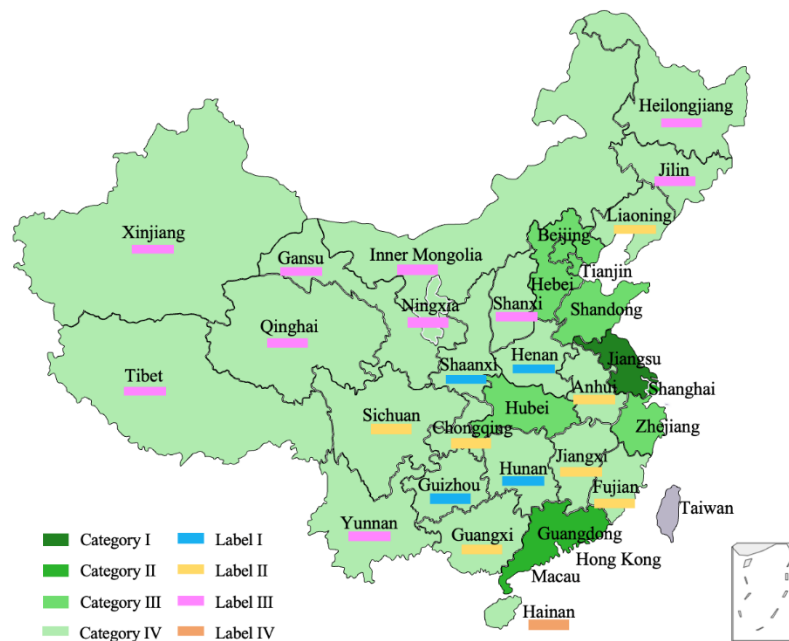 Heilongjiang
Jilin
Liaoning
Xinjiang
Gansu
Inner Mongolia
Beijing
Tianjin
Hebei
Shandong
Ningxia
Shanxi
Qinghai
Tibet
Shaanxi
Henan
Jiangsu
Shanghai
Anhui
Sichuan
Chongqing
Hubei
Zhejiang
Guizhou
Hunan
Jiangxi
Fujian
Taiwan
Yunnan
Guangxi
Guangdong
Hong Kong
Macau
Hainan
Category I
Label I
Category II
Label II
Category III
Label III
Category IV
Label IV